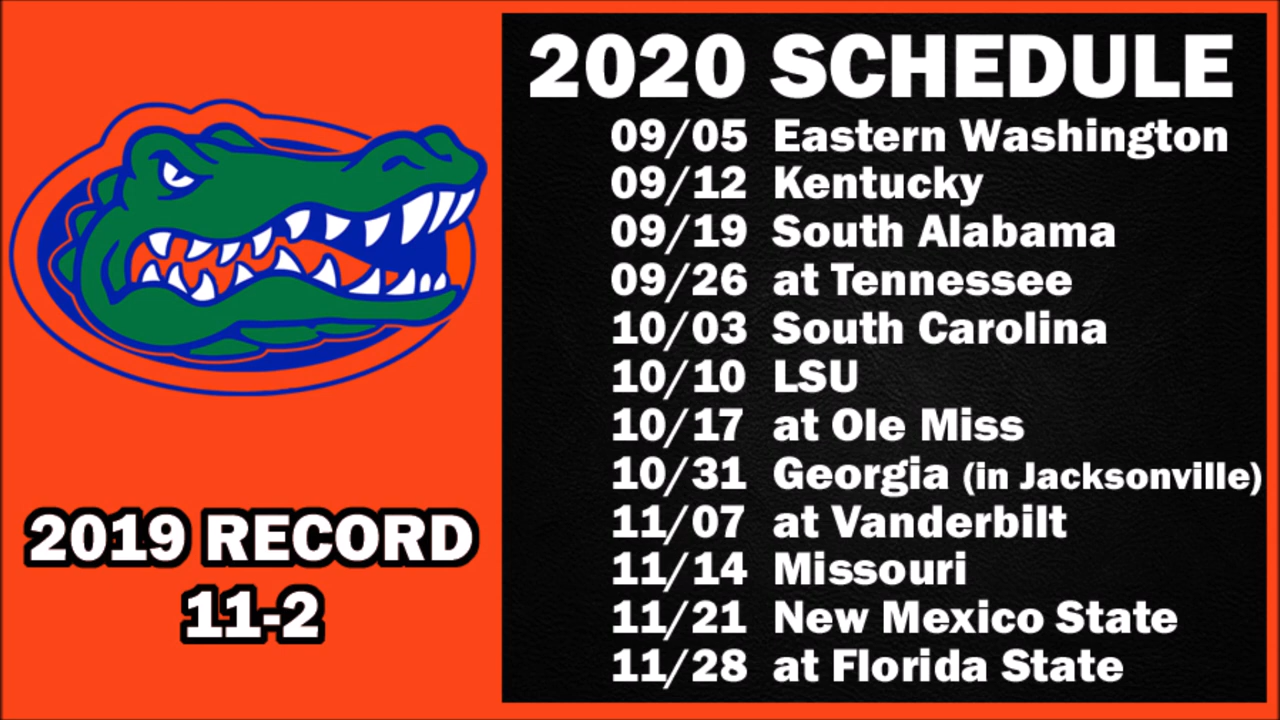 2020 SCHEDULE
09/05 Eastern Washington
09/12 Kentucky
09/19 South Alabama
09/26 at Tennessee
10/03 South Carolina
10/10 LSU
10/17 at Ole Miss
10/31 Georgia (in Jacksonville)
11/07 at Vanderbilt
11/14 Missouri
11/21 New Mexico State
11/28 at Florida State
2019 RECORD
11-2